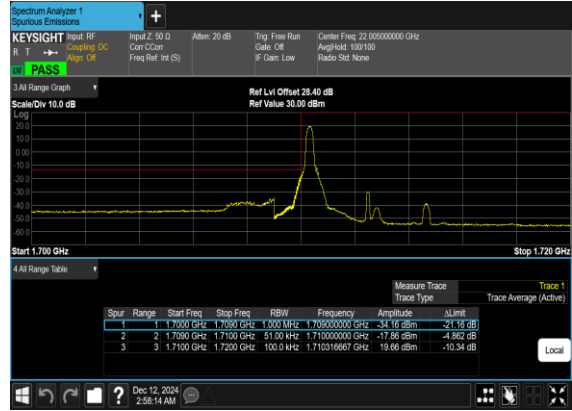 Spectrum Analyzer 1
Spurious Emissions
+
KEYSIGHT Input: RF Input Z: 50 Ω Atten: 20 dB Trig: Free Run Center Freq: 22.005000000 GHz
R T Coupling: DC Corr CCorr Gate: Off Avg|Hold: 100/100
Align: Off Freq Ref: Int (S) IF Gain: Low Radio Std: None
PASS
3 All Range Graph
Ref Lvl Offset 28.40 dB
Scale/Div 10.0 dB Ref Value 30.00 dBm
Log
20.0
10.0
0.00
-10.0
-20.0
-30.0
-40.0
-50.0
-60.0
Start 1.700 GHz Stop 1.720 GHz
4 All Range Table
Measure Trace Trace 1
Trace Type Trace Average (Active)
Spur Range Start Freq Stop Freq RBW Frequency Amplitude ΔLimit
1 1 1.7000 GHz 1.7090 GHz 1.000 MHz 1.709000000 GHz -34.16 dBm -21.16 dB
2 2 1.7090 GHz 1.7100 GHz 51.00 kHz 1.710000000 GHz -17.86 dBm -4.862 dB
3 3 1.7100 GHz 1.7200 GHz 100.0 kHz 1.710316667 GHz 19.66 dBm -10.34 dB
Local
? Dec 12, 2024
2:58:14 AM